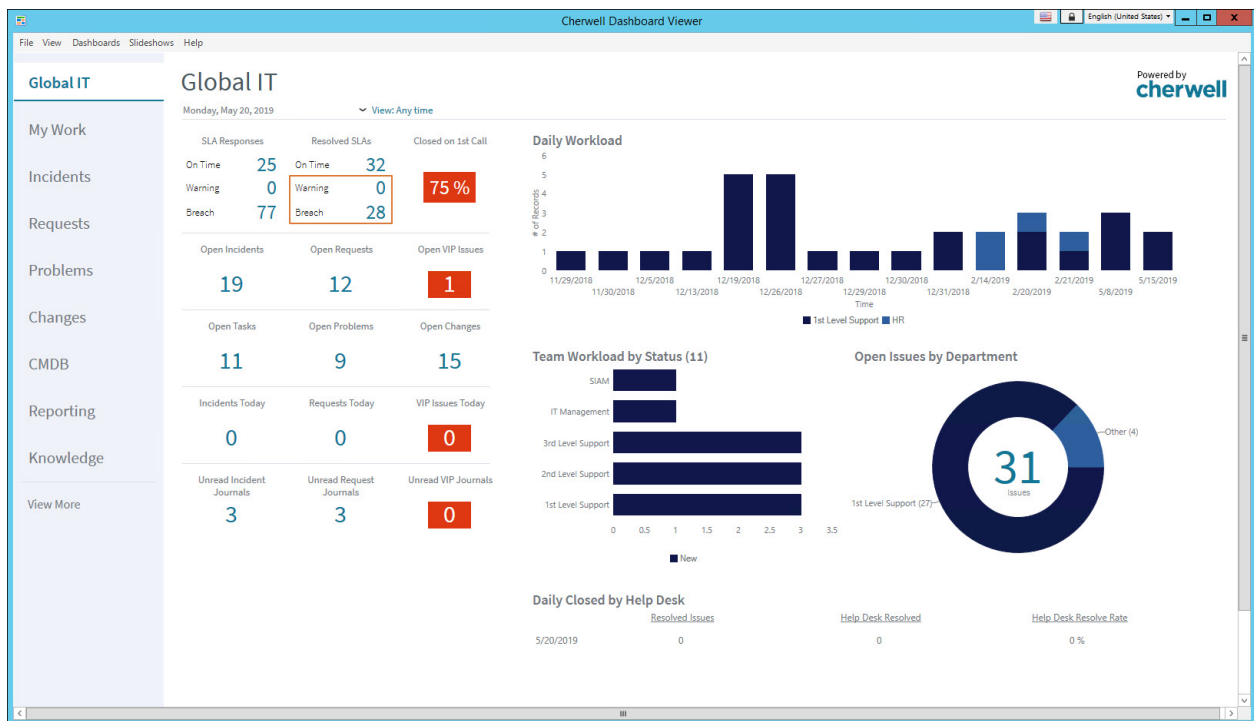 Cherwell Dashboard Viewer
English (United States)
File View Dashboards Slideshows Help
Global IT
My Work
Incidents
Requests
Problems
Changes
CMDB
Reporting
Knowledge
View More
Global IT
Powered by
cherwell
Monday, May 20, 2019 View: Any time
SLA Responses Resolved SLAs Closed on 1st Call
On Time 25 On Time 32
Warning 0 Warning 0 75 %
Breach 77 Breach 28
Open Incidents Open Requests Open VIP Issues
19 12 1
Open Tasks Open Problems Open Changes
11 9 15
Incidents Today Requests Today VIP Issues Today
0 0 0
Unread Incident Unread Request Unread VIP Journals
Journals Journals
3 3 0
Daily Workload
# of Records
6
5
4
3
2
1
0
11/29/2018 12/5/2018 12/19/2018 12/27/2018 12/30/2018 2/14/2019 2/21/2019 5/15/2019
11/30/2018 12/13/2018 12/26/2018 12/29/2018 12/31/2018 2/20/2019 5/8/2019
Time
1st Level Support HR
Team Workload by Status (11)
SIAM
IT Management
3rd Level Support
2nd Level Support
1st Level Support
0 0.5 1 1.5 2 2.5 3 3.5
New
Open Issues by Department
Other (4)
31
Issues
1st Level Support (27)
Daily Closed by Help Desk
Resolved Issues Help Desk Resolved Help Desk Resolve Rate
5/20/2019 0 0 0 %